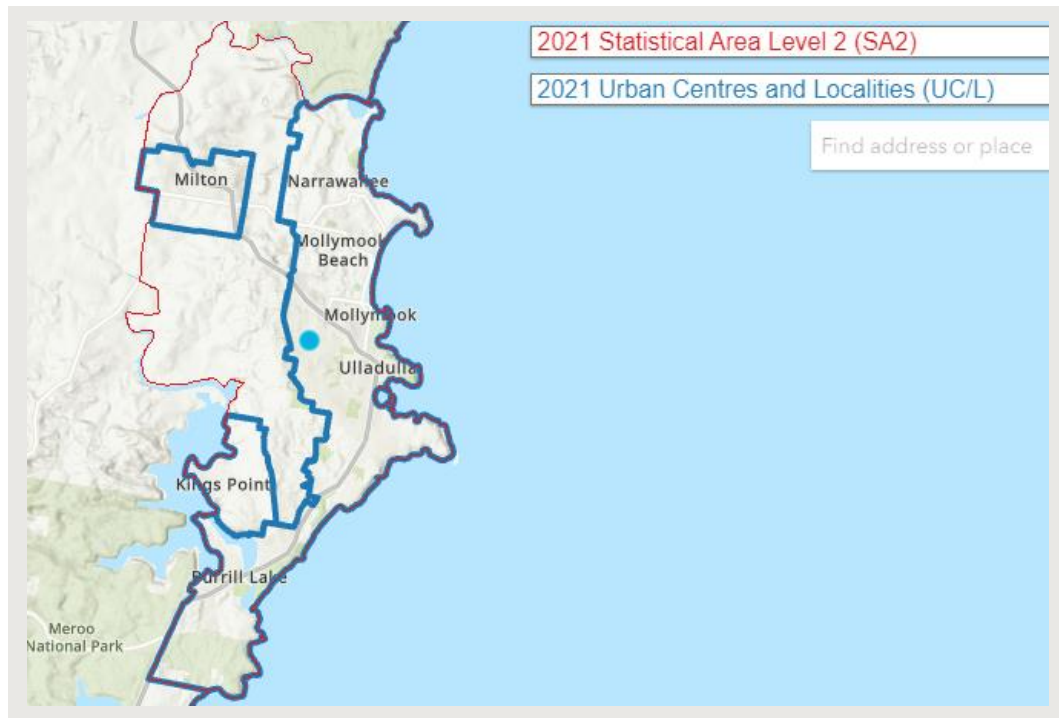 2021 Statistical Area Level 2 (SA2)
2021 Urban Centres and Localities (UC/L)
Find address or place
Milton
Narrawallee
Mollymook
Beach
Mollymook
Ulladulla
Kings Point
Burrill Lake
Meroo
National Park